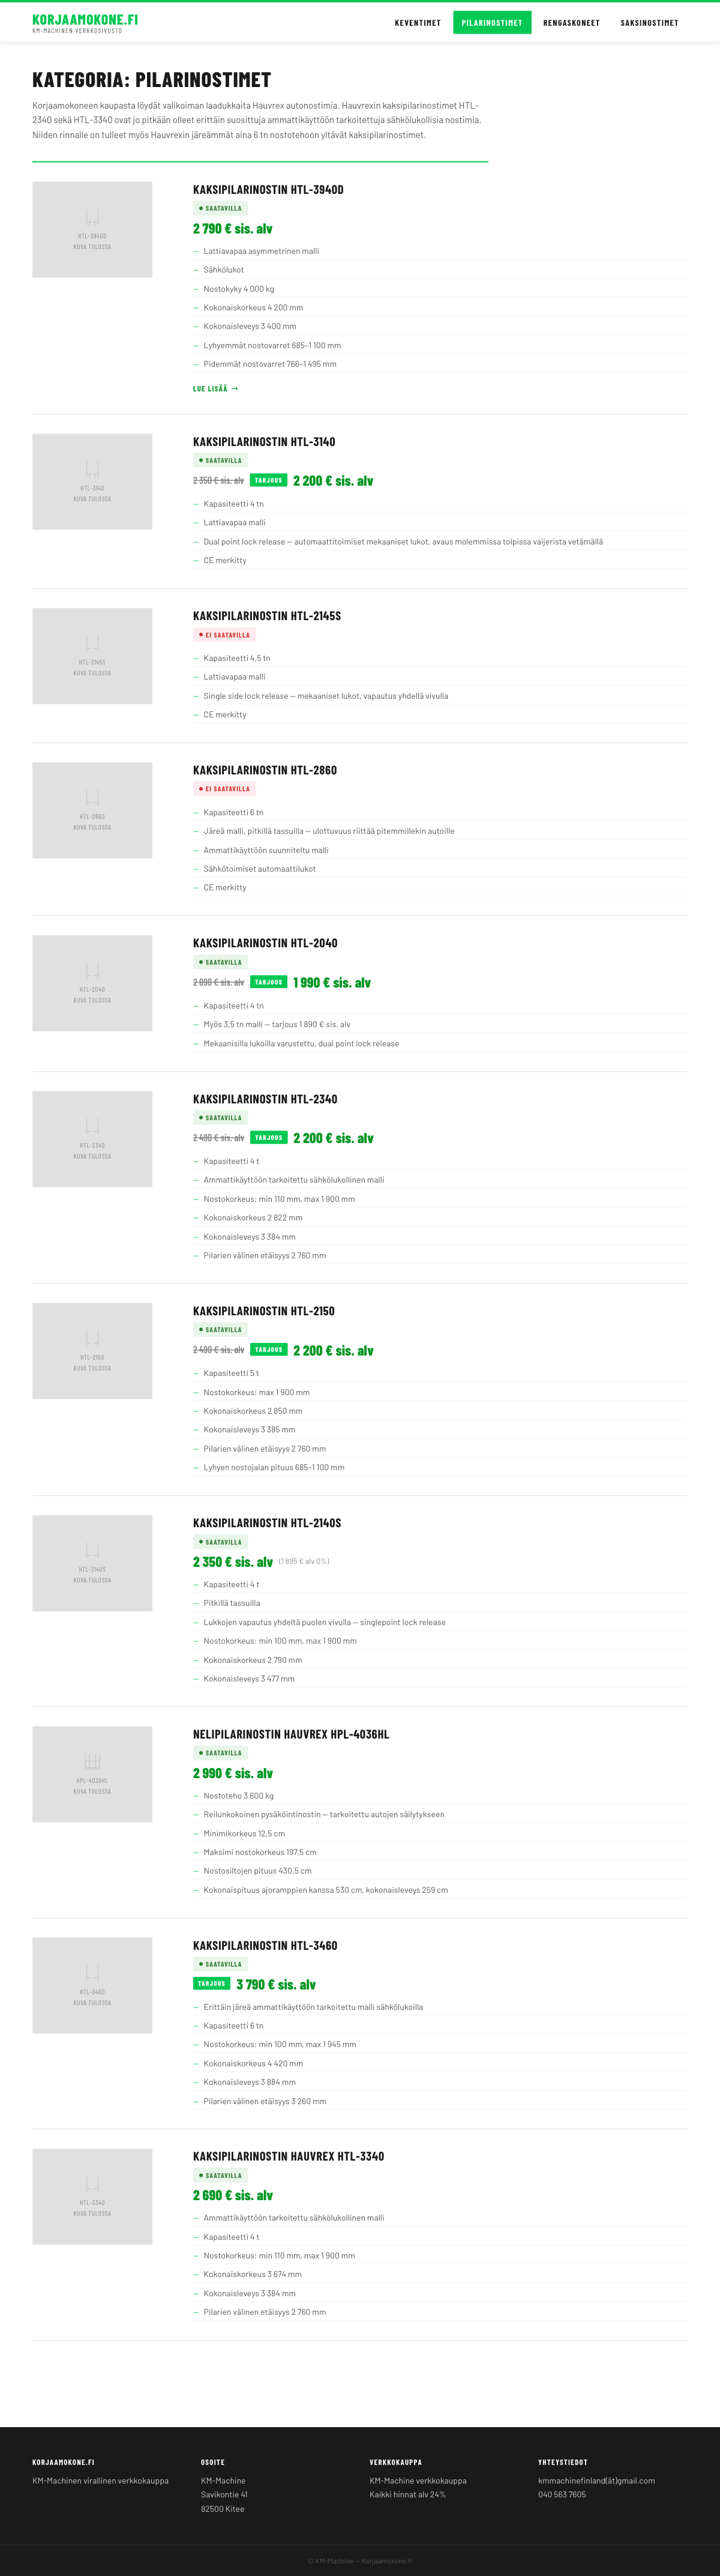 KORJAAMOKONE.FI
KM-MACHINEN VERKKOSIVUSTO
KEVENTIMET
PILARINOSTIMET
RENGASKONEET
SAKSINOSTIMET
KATEGORIA: PILARINOSTIMET
Korjaamokoneen kaupasta löydät valikoiman laadukkaita Hauvrex autonostimia. Hauvrexin kaksipilarinostimet HTL-
2340 sekä HTL-3340 ovat jo pitkään olleet erittäin suosittuja ammattikäyttöön tarkoitettuja sähkölukollisia nostimia.
Niiden rinnalle on tulleet myös Hauvrexin järeämmät aina 6 tn nostotehoon yltävät kaksipilarinostimet.
HTL-3940D
KUVA TULOSSA
KAKSIPILARINOSTIN HTL-3940D
SAATAVILLA
2 790 € sis. alv
— Lattiavapaa asymmetrinen malli
— Sähkölukot
— Nostokyky 4 000 kg
— Kokonaiskorkeus 4 200 mm
— Kokonaisleveys 3 400 mm
— Lyhyemmät nostovarret 685–1 100 mm
— Pidemmät nostovarret 766–1 495 mm
LUE LISÄÄ →
HTL-3140
KUVA TULOSSA
KAKSIPILARINOSTIN HTL-3140
SAATAVILLA
2 350 € sis. alv TARJOUS 2 200 € sis. alv
— Kapasiteetti 4 tn
— Lattiavapaa malli
— Dual point lock release — automaattitoimiset mekaaniset lukot, avaus molemmissa tolpissa vaijerista vetämällä
— CE merkitty
HTL-2145S
KUVA TULOSSA
KAKSIPILARINOSTIN HTL-2145S
EI SAATAVILLA
— Kapasiteetti 4,5 tn
— Lattiavapaa malli
— Single side lock release — mekaaniset lukot, vapautus yhdellä vivulla
— CE merkitty
HTL-2860
KUVA TULOSSA
KAKSIPILARINOSTIN HTL-2860
EI SAATAVILLA
— Kapasiteetti 6 tn
— Järeä malli, pitkillä tassuilla — ulottuvuus riittää pitemmillekin autoille
— Ammattikäyttöön suunniteltu malli
— Sähkötoimiset automaattilukot
— CE merkitty
HTL-2040
KUVA TULOSSA
KAKSIPILARINOSTIN HTL-2040
SAATAVILLA
2 090 € sis. alv TARJOUS 1 990 € sis. alv
— Kapasiteetti 4 tn
— Myös 3,5 tn malli — tarjous 1 890 € sis. alv
— Mekaanisilla lukoilla varustettu, dual point lock release
HTL-2340
KUVA TULOSSA
KAKSIPILARINOSTIN HTL-2340
SAATAVILLA
2 490 € sis. alv TARJOUS 2 200 € sis. alv
— Kapasiteetti 4 t
— Ammattikäyttöön tarkoitettu sähkölukollinen malli
— Nostokorkeus: min 110 mm, max 1 900 mm
— Kokonaiskorkeus 2 822 mm
— Kokonaisleveys 3 384 mm
— Pilarien välinen etäisyys 2 760 mm
HTL-2150
KUVA TULOSSA
KAKSIPILARINOSTIN HTL-2150
SAATAVILLA
2 490 € sis. alv TARJOUS 2 200 € sis. alv
— Kapasiteetti 5 t
— Nostokorkeus: max 1 900 mm
— Kokonaiskorkeus 2 850 mm
— Kokonaisleveys 3 385 mm
— Pilarien välinen etäisyys 2 760 mm
— Lyhyen nostojalan pituus 685–1 100 mm
HTL-2140S
KUVA TULOSSA
KAKSIPILARINOSTIN HTL-2140S
SAATAVILLA
2 350 € sis. alv (1 895 € alv 0%)
— Kapasiteetti 4 t
— Pitkillä tassuilla
— Lukkojen vapautus yhdeltä puolen vivulla — singlepoint lock release
— Nostokorkeus: min 100 mm, max 1 900 mm
— Kokonaiskorkeus 2 790 mm
— Kokonaisleveys 3 477 mm
HPL-4036HL
KUVA TULOSSA
NELIPILARINOSTIN HAUVREX HPL-4036HL
SAATAVILLA
2 990 € sis. alv
— Nostoteho 3 600 kg
— Reilunkokoinen pysäköintinostin — tarkoitettu autojen säilytykseen
— Minimikorkeus 12,5 cm
— Maksimi nostokorkeus 197,5 cm
— Nostosiltojen pituus 430,5 cm
— Kokonaispituus ajoramppien kanssa 530 cm, kokonaisleveys 259 cm
HTL-3460
KUVA TULOSSA
KAKSIPILARINOSTIN HTL-3460
SAATAVILLA
TARJOUS 3 790 € sis. alv
— Erittäin järeä ammattikäyttöön tarkoitettu malli sähkölukoilla
— Kapasiteetti 6 tn
— Nostokorkeus: min 100 mm, max 1 945 mm
— Kokonaiskorkeus 4 420 mm
— Kokonaisleveys 3 884 mm
— Pilarien välinen etäisyys 3 260 mm
HTL-3340
KUVA TULOSSA
KAKSIPILARINOSTIN HAUVREX HTL-3340
SAATAVILLA
2 690 € sis. alv
— Ammattikäyttöön tarkoitettu sähkölukollinen malli
— Kapasiteetti 4 t
— Nostokorkeus: min 110 mm, max 1 900 mm
— Kokonaiskorkeus 3 674 mm
— Kokonaisleveys 3 384 mm
— Pilarien välinen etäisyys 2 760 mm
KORJAAMOKONE.FI
KM-Machinen virallinen verkkokauppa
OSOITE
KM-Machine
Savikontie 41
82500 Kitee
VERKKOKAUPPA
KM-Machine verkkokauppa
Kaikki hinnat alv 24%
YHTEYSTIEDOT
kmmachinefinland(ät)gmail.com
040 563 7605
© KM-Machine — Korjaamokone.fi